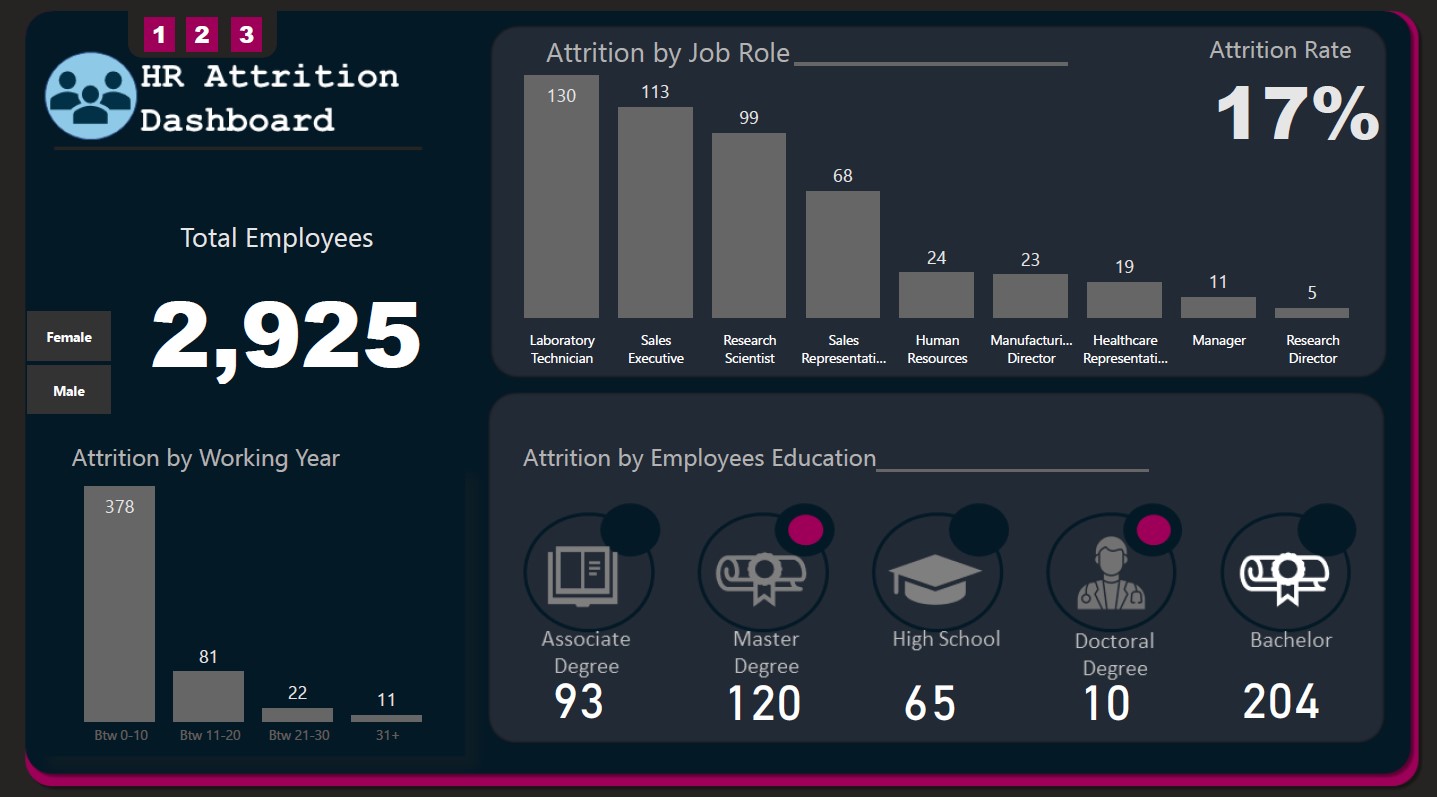 1 2 3
HR Attrition
Dashboard
Total Employees
2,925
Female
Male
Attrition by Working Year
378
81
22
11
Btw 0-10 Btw 11-20 Btw 21-30 31+
Attrition by Job Role
Attrition Rate
17%
130
113
99
68
24
23
19
11
5
Laboratory
Technician
Sales
Executive
Research
Scientist
Sales
Representati...
Human
Resources
Manufacturi...
Director
Healthcare
Representati...
Manager
Research
Director
Attrition by Employees Education
Associate
Degree
93
Master
Degree
120
High School
65
Doctoral
Degree
10
Bachelor
204